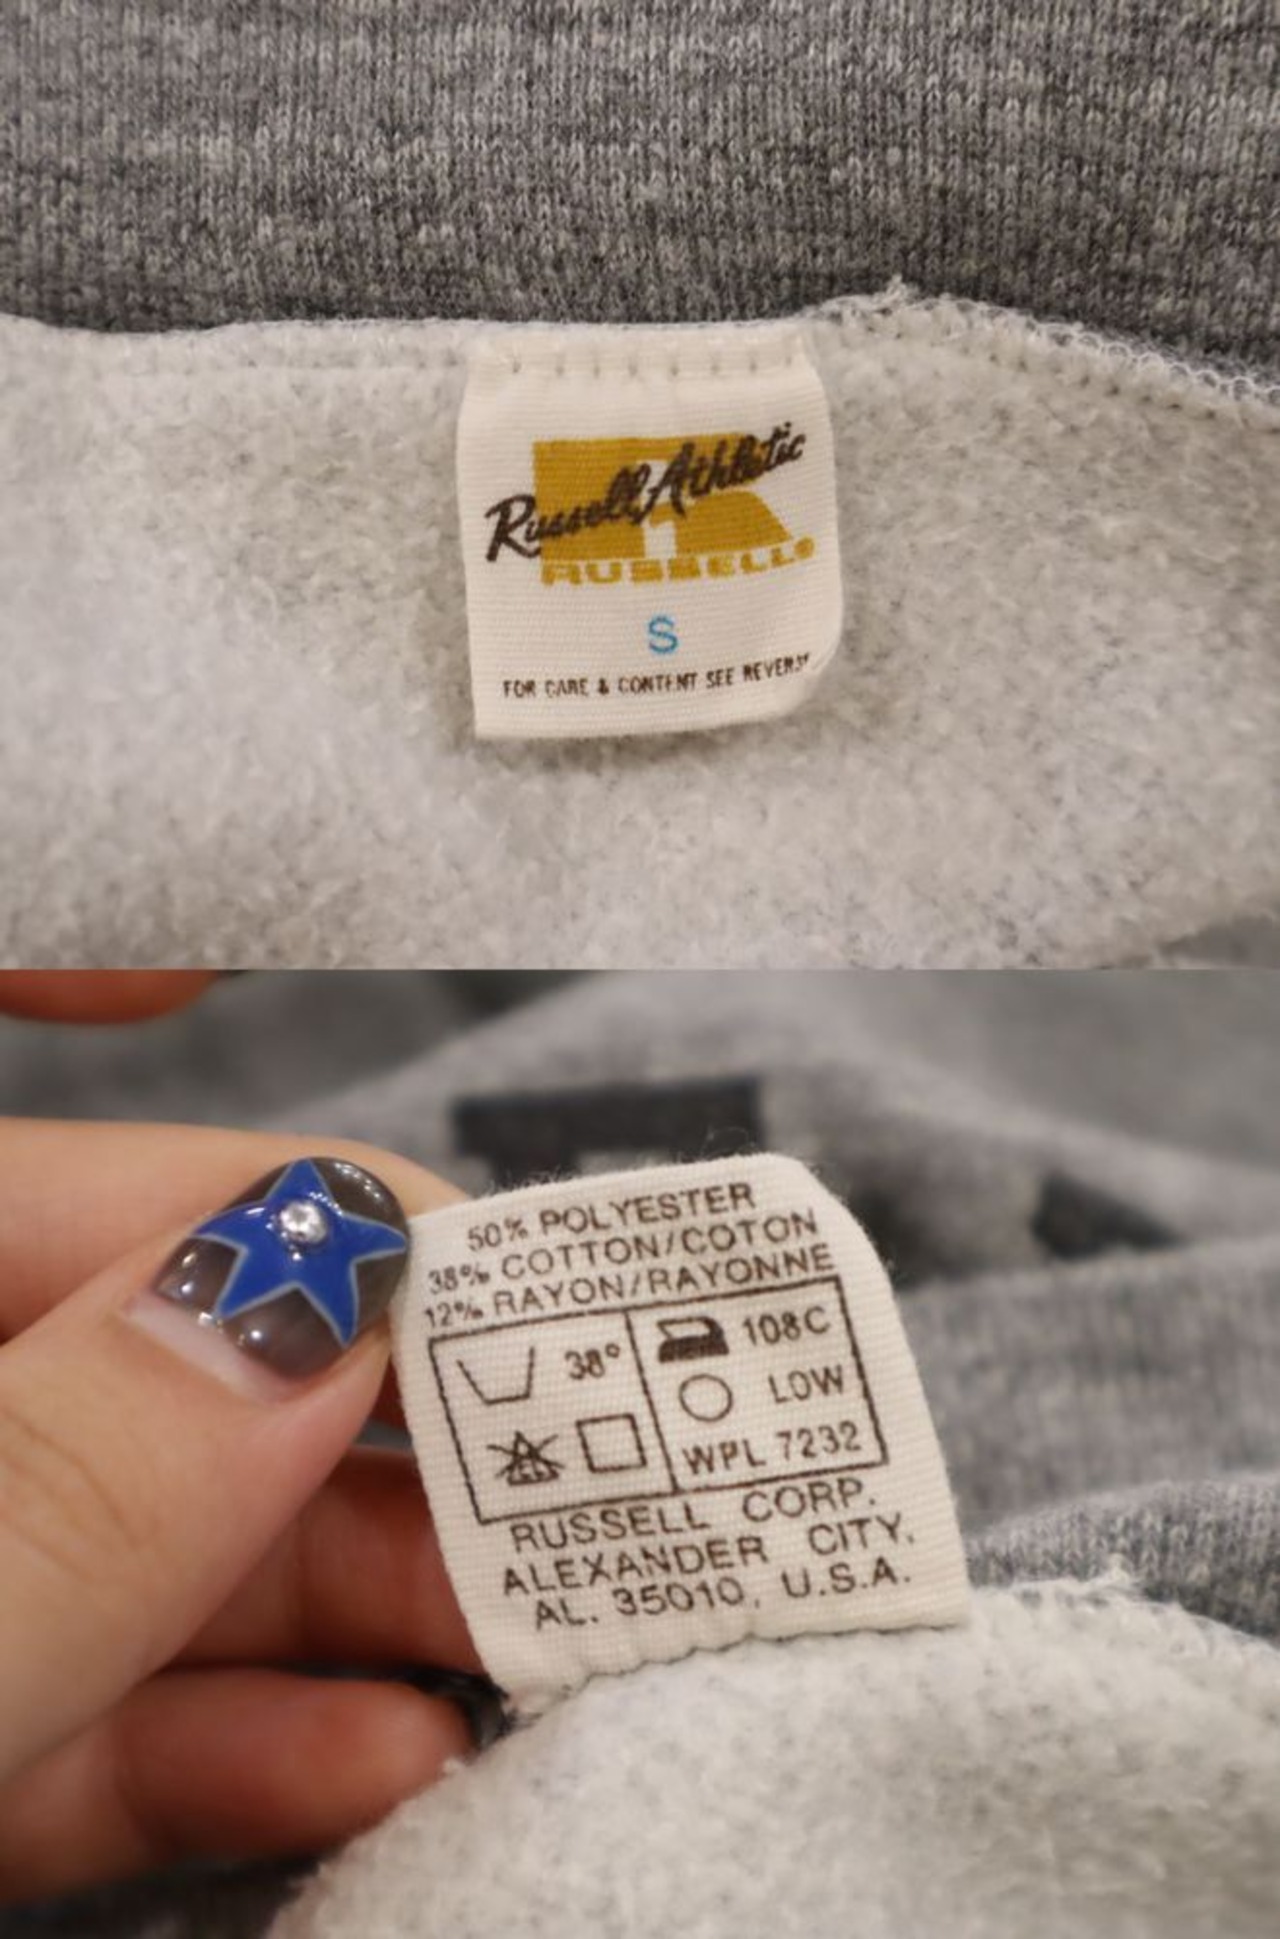 Russell Athletic
1
RUSSELL®
S
FOR CARE & CONTENT SEE REVERSE
50% POLYESTER
38% COTTON/COTON
12% RAYON/RAYONNE
38° 108C
LOW
WPL 7232
RUSSELL CORP.
ALEXANDER CITY,
AL. 35010, U.S.A.